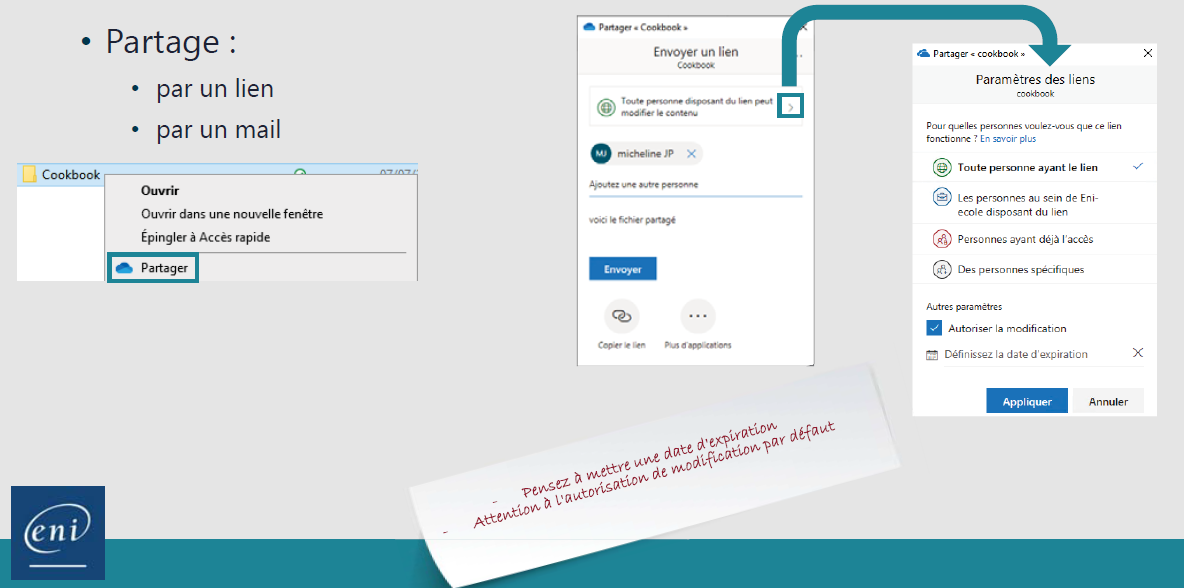 • Partage :
• par un lien
• par un mail
Cookbook
Ouvrir
Ouvrir dans une nouvelle fenêtre
Épingler à Accès rapide
Partager
Partager « Cookbook »
Envoyer un lien
Cookbook
Toute personne disposant du lien peut
modifier le contenu
MJ micheline JP
Ajoutez une autre personne
voici le fichier partagé
Envoyer
Copier le lien
Plus d'applications
Partager « cookbook »
Paramètres des liens
cookbook
Pour quelles personnes voulez-vous que ce lien
fonctionne ? En savoir plus
Toute personne ayant le lien
Les personnes au sein de Eni-
ecole disposant du lien
Personnes ayant déjà l'accès
Des personnes spécifiques
Autres paramètres
Autoriser la modification
Définissez la date d'expiration
Appliquer
Annuler
- Pensez à mettre une date d'expiration
- Attention à l'autorisation de modification par défaut
eni